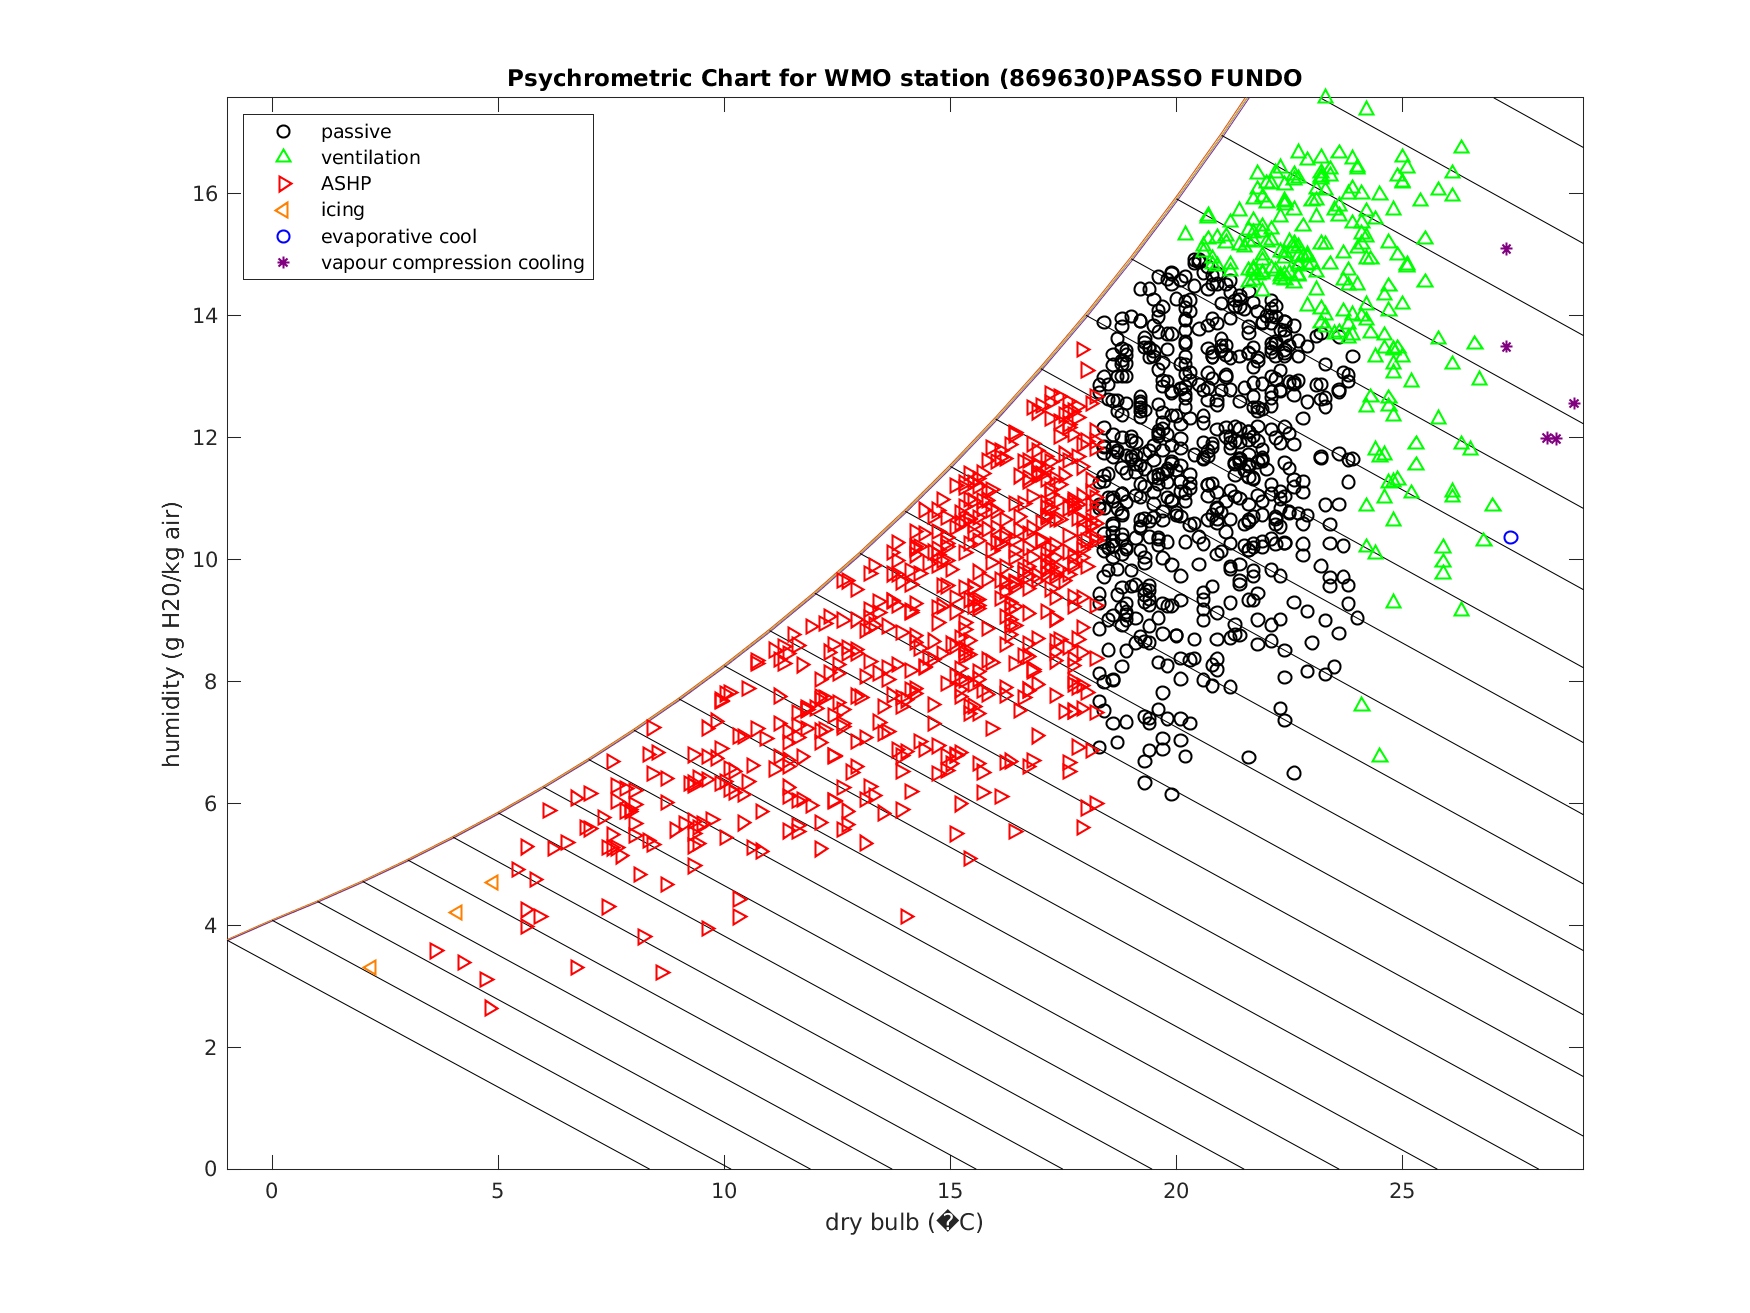 Psychrometric Chart for WMO station (869630)PASSO FUNDO
passive
ventilation
ASHP
icing
evaporative cool
vapour compression cooling
humidity (g H20/kg air)
16
14
12
10
8
6
4
2
0
0 5 10 15 20 25
dry bulb (�C)